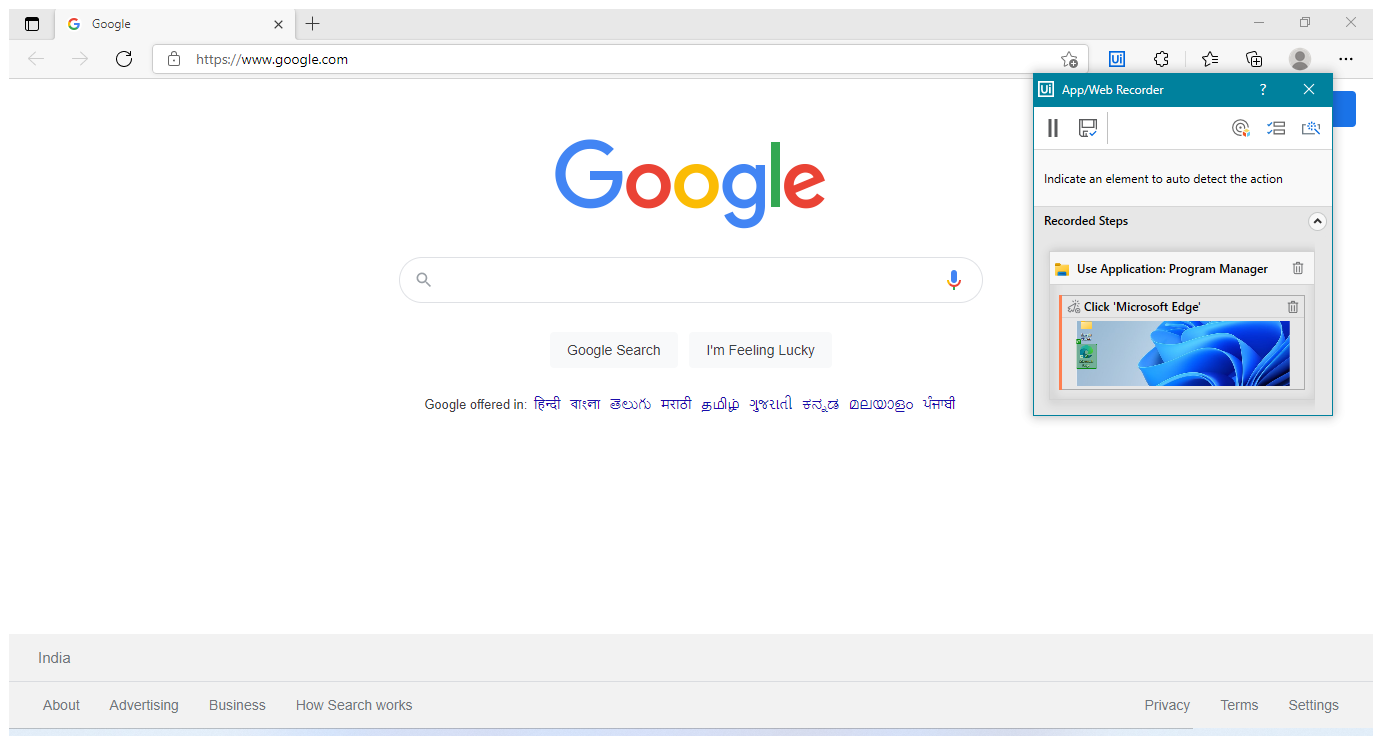 Google
https://www.google.com
Ui
Ui App/Web Recorder ?
Indicate an element to auto detect the action
Recorded Steps
Use Application: Program Manager
Click 'Microsoft Edge'
Google
Google Search I'm Feeling Lucky
Google offered in: हिन्दी বাংলা తెలుగు मराठी தமிழ் ગુજરાતી ಕನ್ನಡ മലയാളം ਪੰਜਾਬੀ
India
About Advertising Business How Search works Privacy Terms Settings